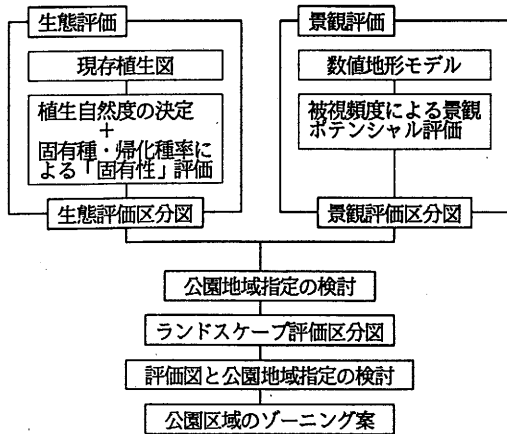 生態評価
現存植生図
植生自然度の決定
+
固有種・帰化種率に
よる「固有性」評価
生態評価区分図
景観評価
数値地形モデル
被視頻度による景観
ポテンシャル評価
景観評価区分図
公園地域指定の検討
ランドスケープ評価区分図
評価図と公園地域指定の検討
公園区域のゾーニング案